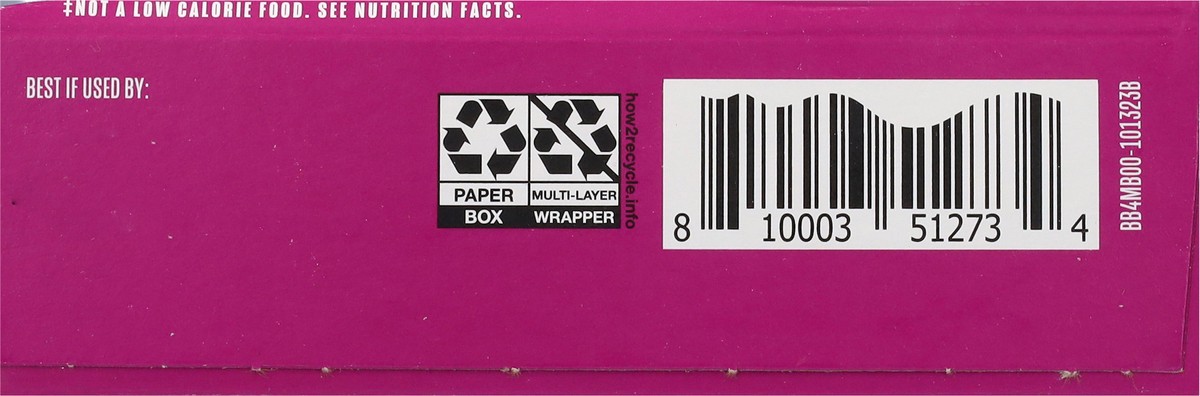 ‡NOT A LOW CALORIE FOOD. SEE NUTRITION FACTS.
BEST IF USED BY:
PAPER
BOX
MULTI-LAYER
WRAPPER
how2recycle.info
8 10003 51273 4
BB4MB00-101323B